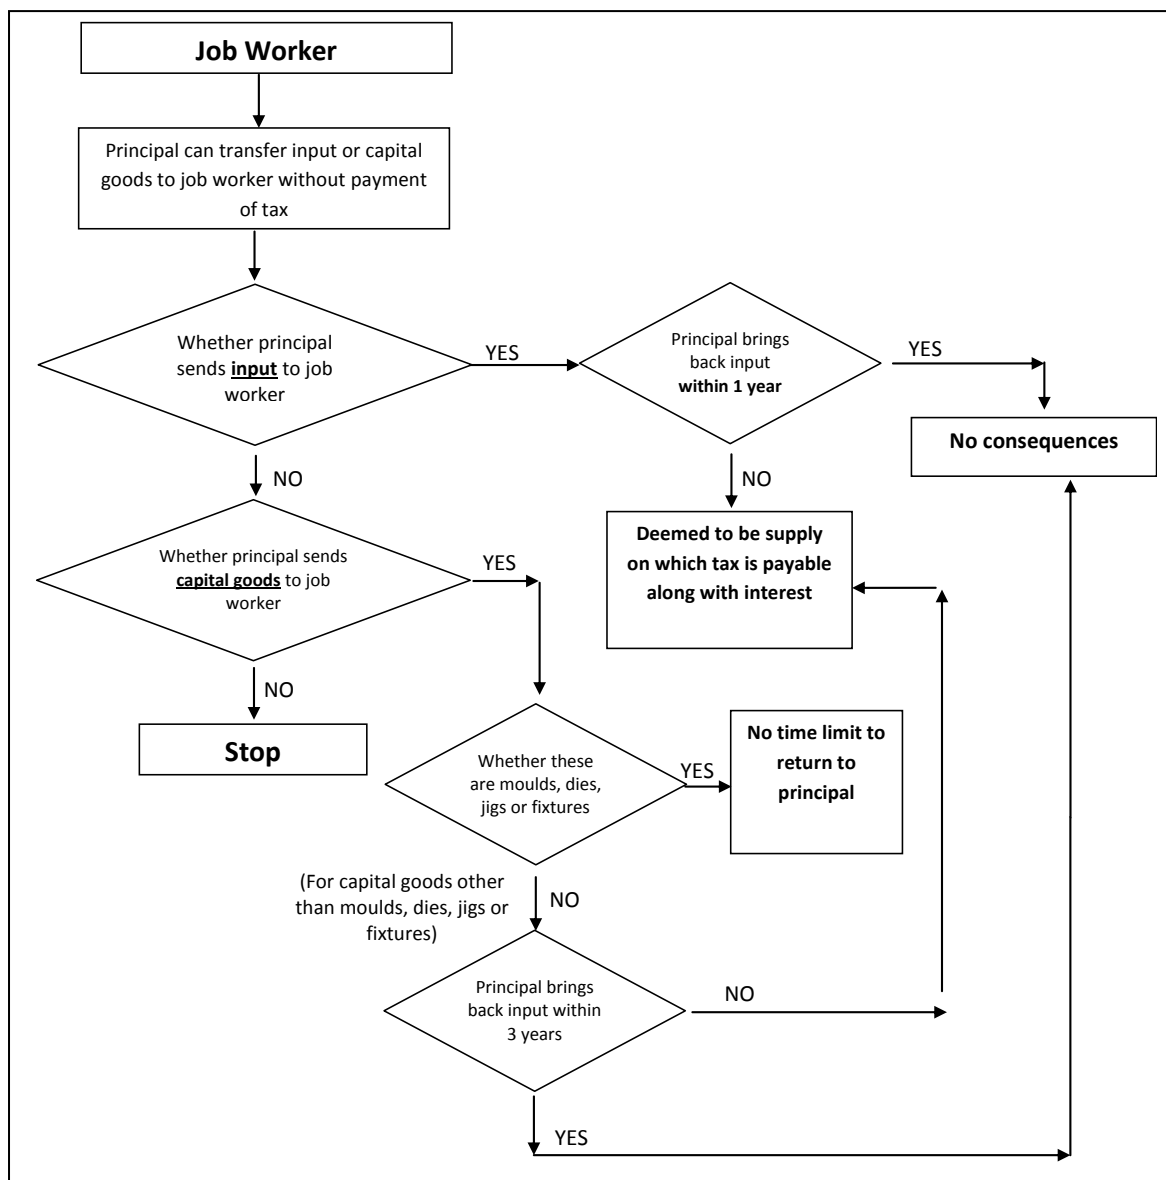 Job Worker
Principal can transfer input or capital
goods to job worker without payment
of tax
Whether principal
sends input to job
worker
YES
Principal brings
back input
within 1 year
YES
No consequences
NO
NO
Whether principal sends
capital goods to job
worker
YES
Deemed to be supply
on which tax is payable
along with interest
NO
Stop
Whether these
are moulds, dies,
jigs or fixtures
YES
No time limit to
return to
principal
(For capital goods other
than moulds, dies, jigs or
fixtures)
NO
Principal brings
back input within
3 years
NO
YES